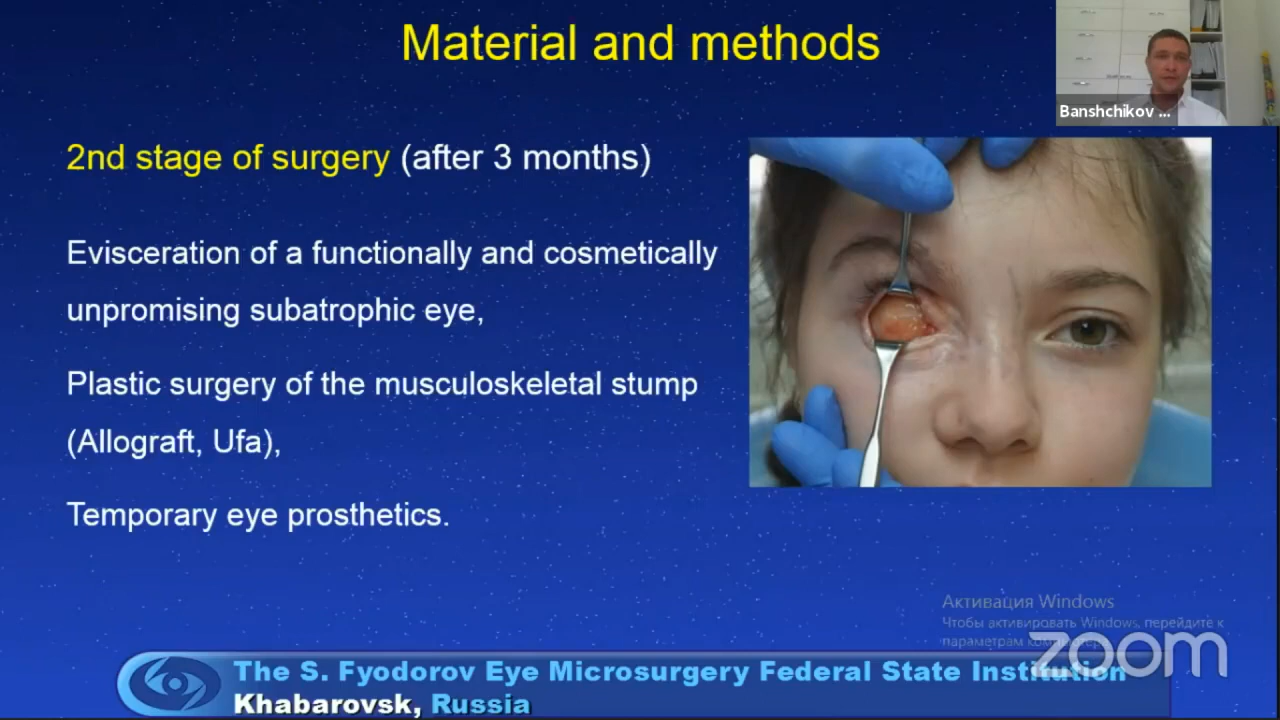 Material and methods
Banshchikov ...
2nd stage of surgery (after 3 months)
Evisceration of a functionally and cosmetically
unpromising subatrophic eye,
Plastic surgery of the musculoskeletal stump
(Allograft, Ufa),
Temporary eye prosthetics.
Активация Windows
Чтобы активировать Windows, перейдите к
параметрам компьютера.
zoom
The S. Fyodorov Eye Microsurgery Federal State Institution
Khabarovsk, Russia